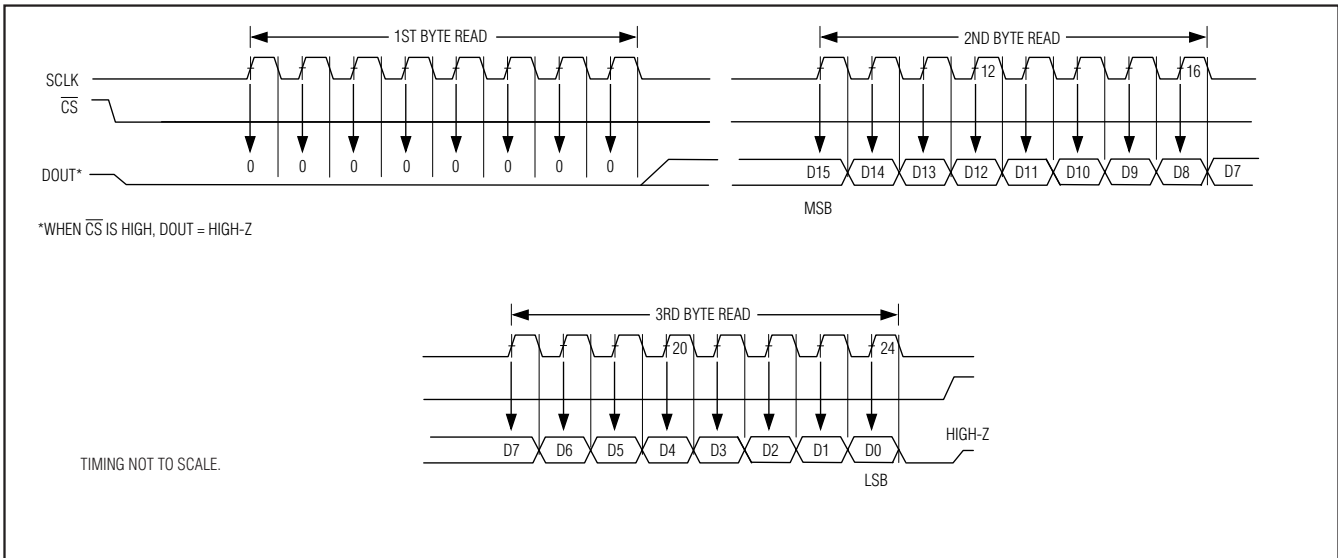 1ST BYTE READ 2ND BYTE READ
SCLK 12 16
C̅S̅
0 0 0 0 0 0 0 0
DOUT* D15 D14 D13 D12 D11 D10 D9 D8 D7
MSB
*WHEN C̅S̅ IS HIGH, DOUT = HIGH-Z
3RD BYTE READ
20 24
HIGH-Z
D7 D6 D5 D4 D3 D2 D1 D0
TIMING NOT TO SCALE.
LSB